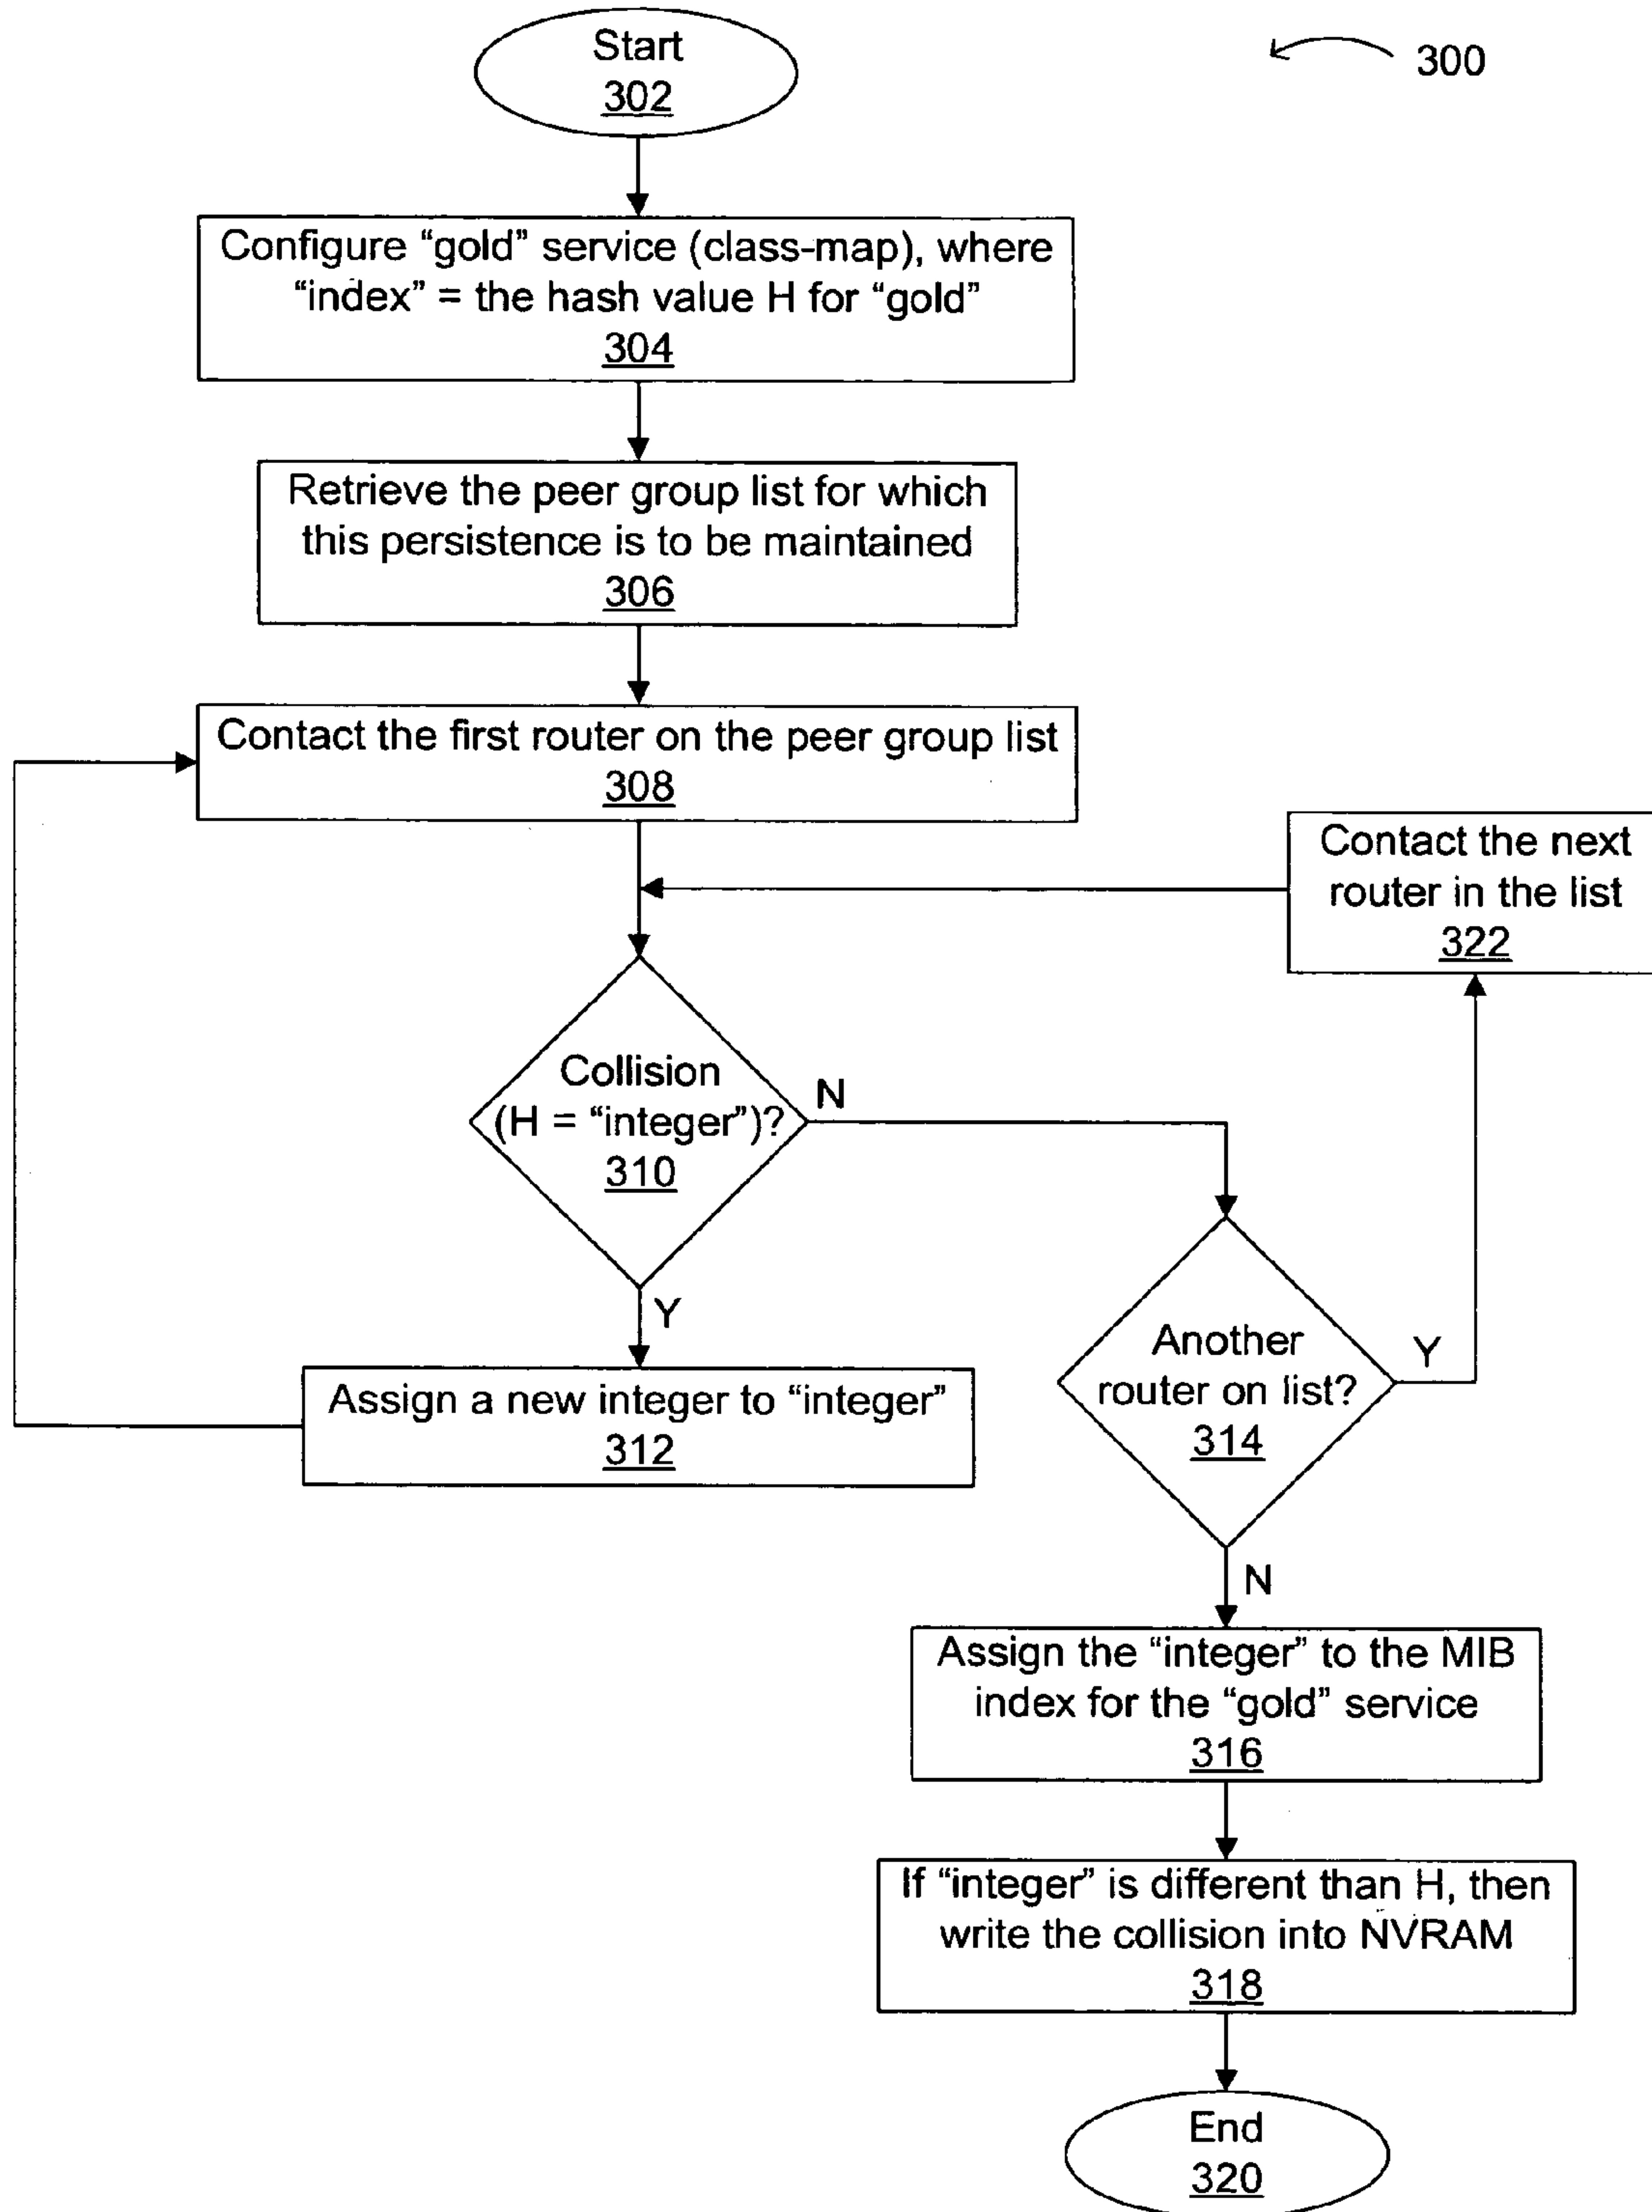 Start
302
300
Configure “gold” service (class-map), where
“index” = the hash value H for “gold”
304
Retrieve the peer group list for which
this persistence is to be maintained
306
Contact the first router on the peer group list
308
Contact the next
router in the list
322
Collision
(H = “integer”)?
310
N
Y
Another
router on list?
314
Y
Assign a new integer to “integer”
312
N
Assign the “integer” to the MIB
index for the “gold” service
316
If “integer” is different than H, then
write the collision into NVRAM
318
End
320